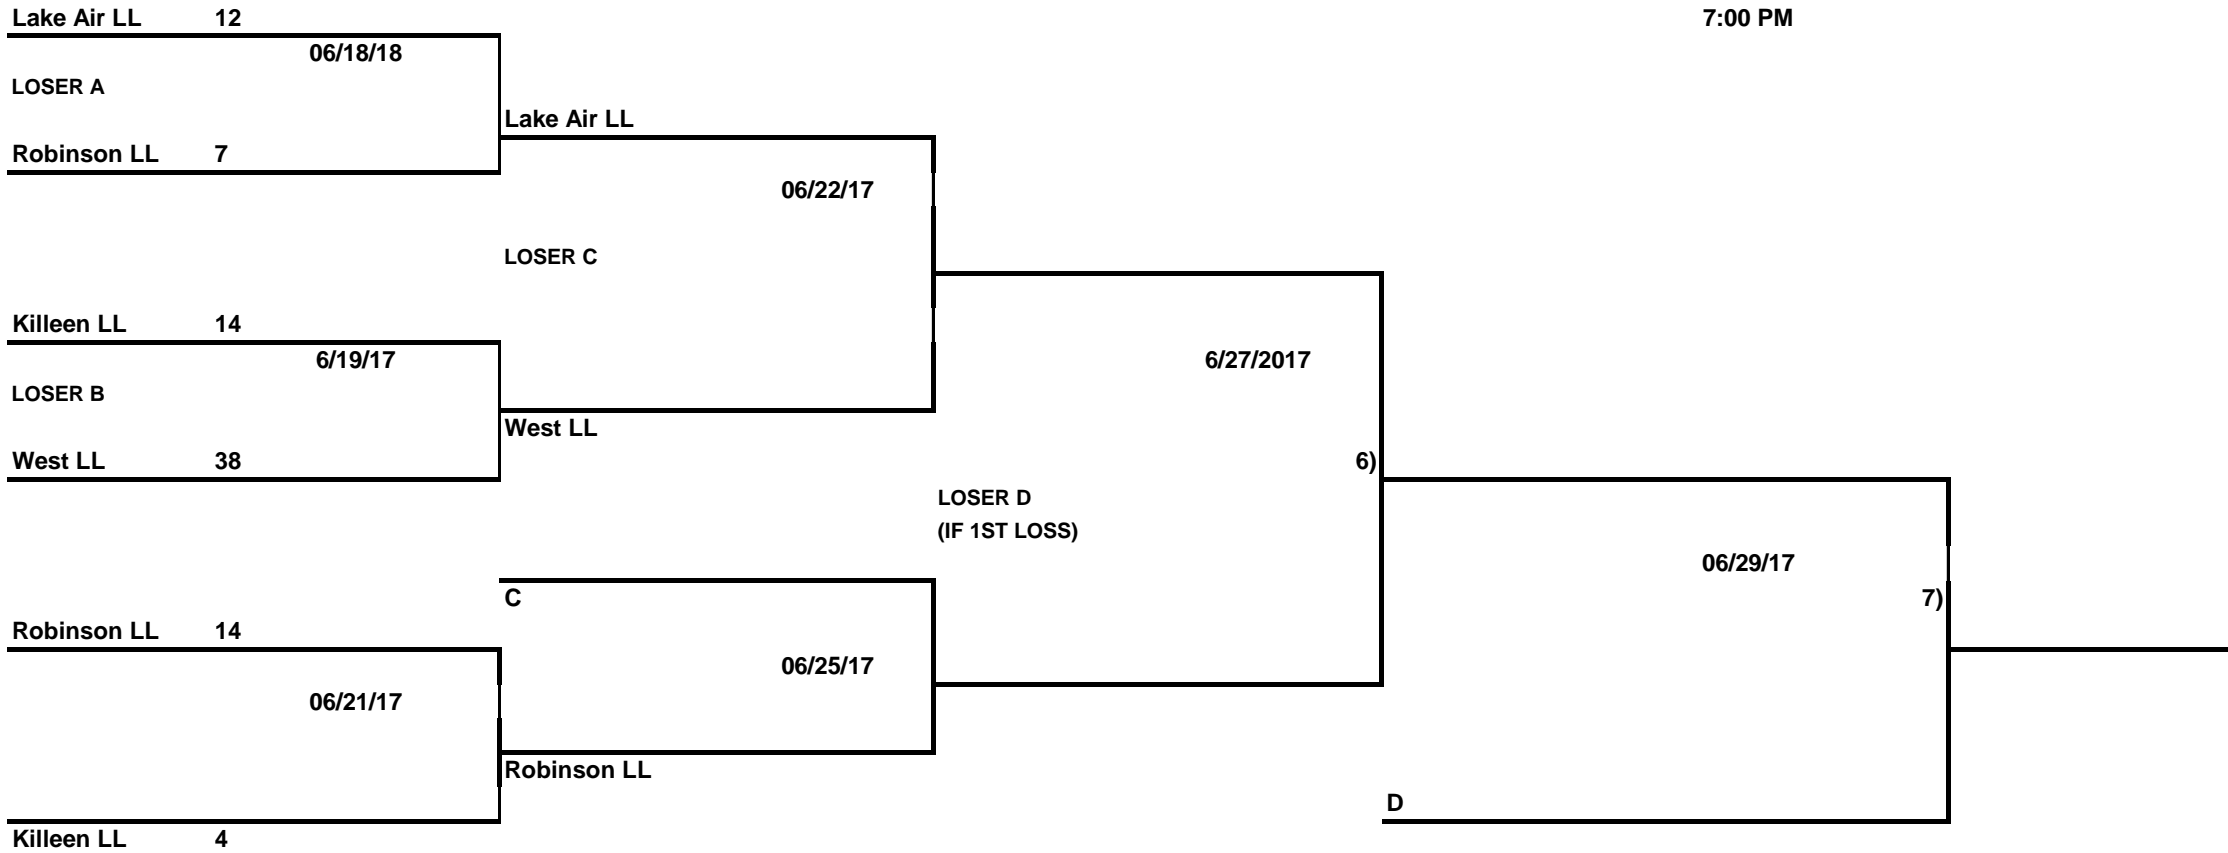 Lake Air LL 12
7:00 PM
06/18/18
LOSER A
Lake Air LL
Robinson LL 7
06/22/17
LOSER C
Killeen LL 14
6/19/17
6/27/2017
LOSER B
West LL
West LL 38
6)
LOSER D
(IF 1ST LOSS)
06/29/17
C
7)
Robinson LL 14
06/25/17
06/21/17
Robinson LL
D
Killeen LL 4